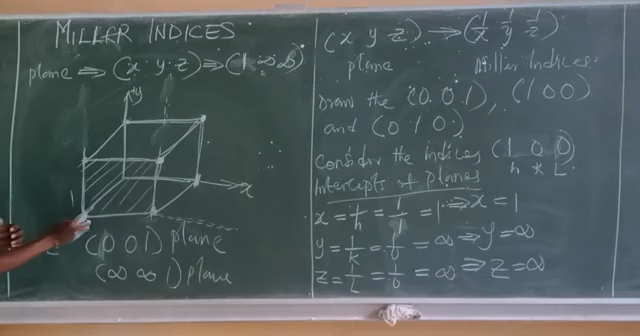 MILLER INDICES
plane ⇒ (x y z) ⇒ (1 ∞ ∞)
y
x
1
z
(0 0 1) plane
(∞ ∞ 1) plane
(x y z) → (1/x 1/y 1/z)
plane Miller Indices
Draw the (0 0 1), (1 0 0)
and (0 1 0)
Consider the indices (1 0 0)
h k L
Intercepts of planes
x = 1/h = 1/1 = 1 ⇒ x = 1
y = 1/k = 1/0 = ∞ ⇒ y = ∞
z = 1/L = 1/0 = ∞ ⇒ z = ∞